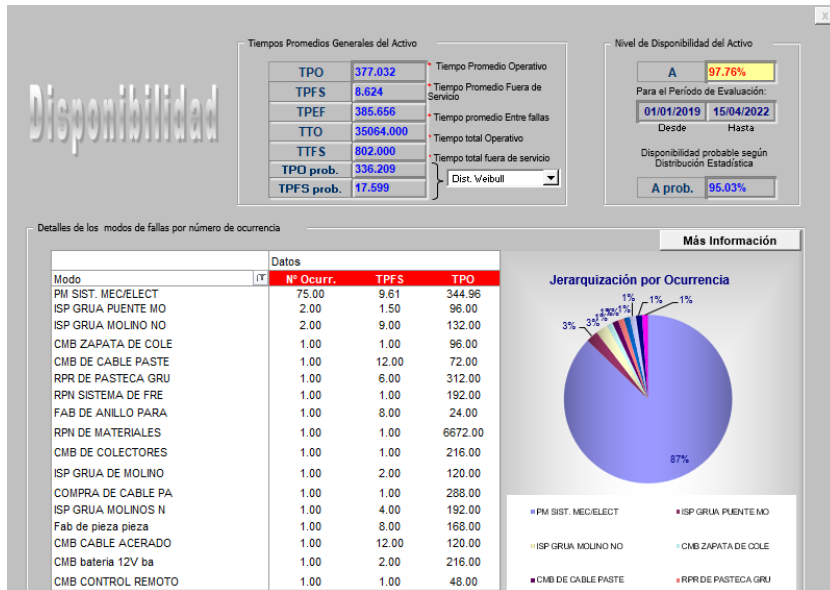 x
Disponibilidad
Tiempos Promedios Generales del Activo
TPO 377.032 * Tiempo Promedio Operativo
TPFS 8.624 * Tiempo Promedio Fuera de Servicio
TPEF 385.656 * Tiempo promedio Entre fallas
TTO 35064.000 * Tiempo total Operativo
TTFS 802.000 * Tiempo total fuera de servicio
TPO prob. 336.209
TPFS prob. 17.599
Dist. Weibull
Nivel de Disponibilidad del Activo
A 97.76%
Para el Período de Evaluación:
01/01/2019 15/04/2022
Desde Hasta
Disponibilidad probable según
Distribución Estadística
A prob. 95.03%
Detalles de los modos de fallas por número de ocurrencia
Más Información
Datos
Modo Nº Ocurr. TPFS TPO
PM SIST. MEC/ELECT 75.00 9.61 344.96
ISP GRUA PUENTE MO 2.00 1.50 96.00
ISP GRUA MOLINO NO 2.00 9.00 132.00
CMB ZAPATA DE COLE 1.00 1.00 96.00
CMB DE CABLE PASTE 1.00 12.00 72.00
RPR DE PASTECA GRU 1.00 6.00 312.00
RPN SISTEMA DE FRE 1.00 1.00 192.00
FAB DE ANILLO PARA 1.00 8.00 24.00
RPN DE MATERIALES 1.00 1.00 6672.00
CMB DE COLECTORES 1.00 1.00 216.00
ISP GRUA DE MOLINO 1.00 2.00 120.00
COMPRA DE CABLE PA 1.00 1.00 288.00
ISP GRUA MOLINOS N 1.00 4.00 192.00
Fab de pieza pieza 1.00 8.00 168.00
CMB CABLE ACERADO 1.00 12.00 120.00
CMB bateria 12V ba 1.00 2.00 216.00
CMB CONTROL REMOTO 1.00 1.00 48.00
Jerarquización por Ocurrencia
1% 1% 1%
3% 3% 1%
87%
PM SIST. MEC/ELECT ISP GRUA PUENTE MO
ISP GRUA MOLINO NO CMB ZAPATA DE COLE
CMB DE CABLE PASTE RPR DE PASTECA GRU